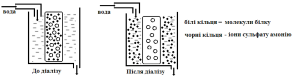 вода
вода
білі кільця – молекули білку
чорні кільця - іони сульфату амонію
До діалізу
Після діалізу